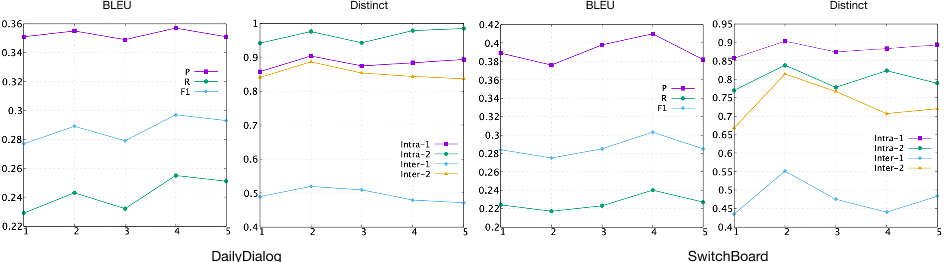 BLEU
0.36
0.34
0.32
0.3
0.28
0.26
0.24
0.22
P
R
F1
1 2 3 4 5
Distinct
1
0.9
0.8
0.7
0.6
0.5
0.4
Intra-1
Intra-2
Inter-1
Inter-2
1 2 3 4 5
DailyDialog
BLEU
0.42
0.4
0.38
0.36
0.34
0.32
0.3
0.28
0.26
0.24
0.22
0.2
P
R
F1
1 2 3 4 5
Distinct
0.95
0.9
0.85
0.8
0.75
0.7
0.65
0.6
0.55
0.5
0.45
0.4
Intra-1
Intra-2
Inter-1
Inter-2
1 2 3 4 5
SwitchBoard